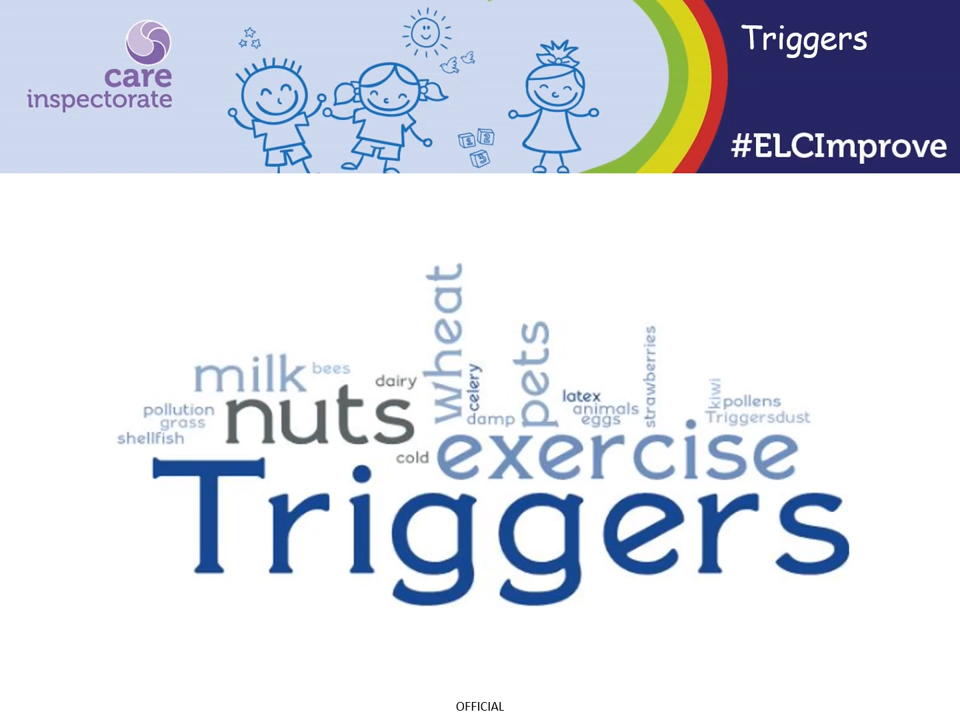 care
inspectorate
Triggers
#ELCImprove
wheat
pets
strawberries
milk
bees
dairy
celery
latex
kiwi
pollens
pollution
nuts
damp
animals
Triggersdust
grass
eggs
shellfish
cold
exercise
Triggers
OFFICIAL